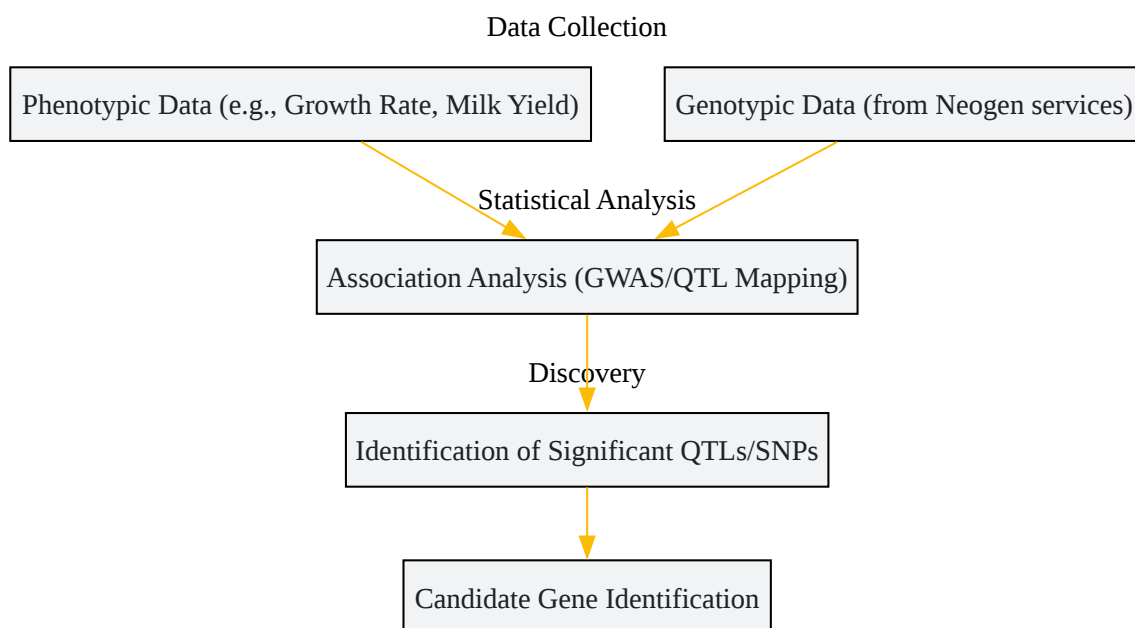 Data Collection
Phenotypic Data (e.g., Growth Rate, Milk Yield)
Genotypic Data (from Neogen services)
Statistical Analysis
Association Analysis (GWAS/QTL Mapping)
Discovery
Identification of Significant QTLs/SNPs
Candidate Gene Identification